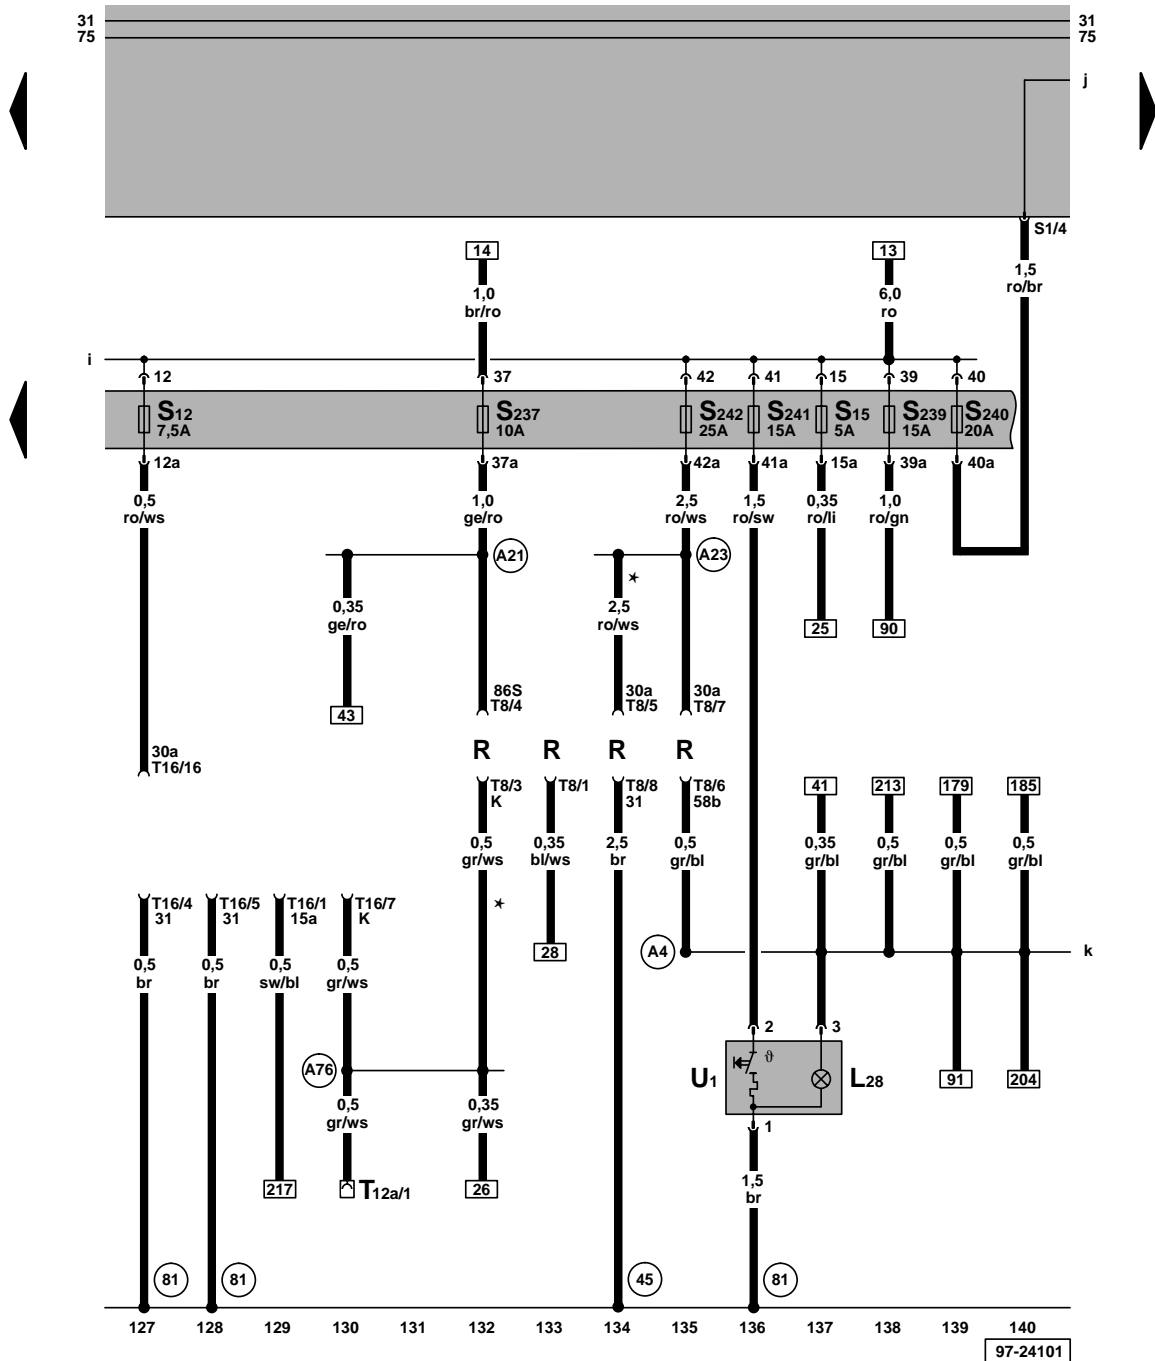 31 31
75 75
j
S1/4
14 13
1,0 6,0 1,5
br/ro ro ro/br
i
12 37 42 41 15 39 40
S12 S237 S242 S241 S15 S239 S240
7,5A 10A 25A 15A 5A 15A 20A
12a 37a 42a 41a 15a 39a 40a
0,5 1,0 2,5 1,5 0,35 1,0
ro/ws ge/ro ro/ws ro/sw ro/li ro/gn
A21 A23
★
0,35 2,5
ge/ro ro/ws
25 90
86S 30a 30a
T8/4 T8/5 T8/7
43
R R R R
30a
T16/16
T8/3 T8/1 T8/8 T8/6 41 213 179 185
K 31 58b
0,5 0,35 2,5 0,5 0,35 0,5 0,5 0,5
gr/ws bl/ws br gr/bl gr/bl gr/bl gr/bl gr/bl
T16/4 T16/5 T16/1 T16/7 ★
31 31 15a K
28 A4 k
0,5 0,5 0,5 0,5
br br sw/bl gr/ws
2 3
ϑ
A76 U1 L28 91 204
0,5 0,35
gr/ws gr/ws
1
217 T12a/1 26
1,5
br
81 81 45 81
127 128 129 130 131 132 133 134 135 136 137 138 139 140
97-24101